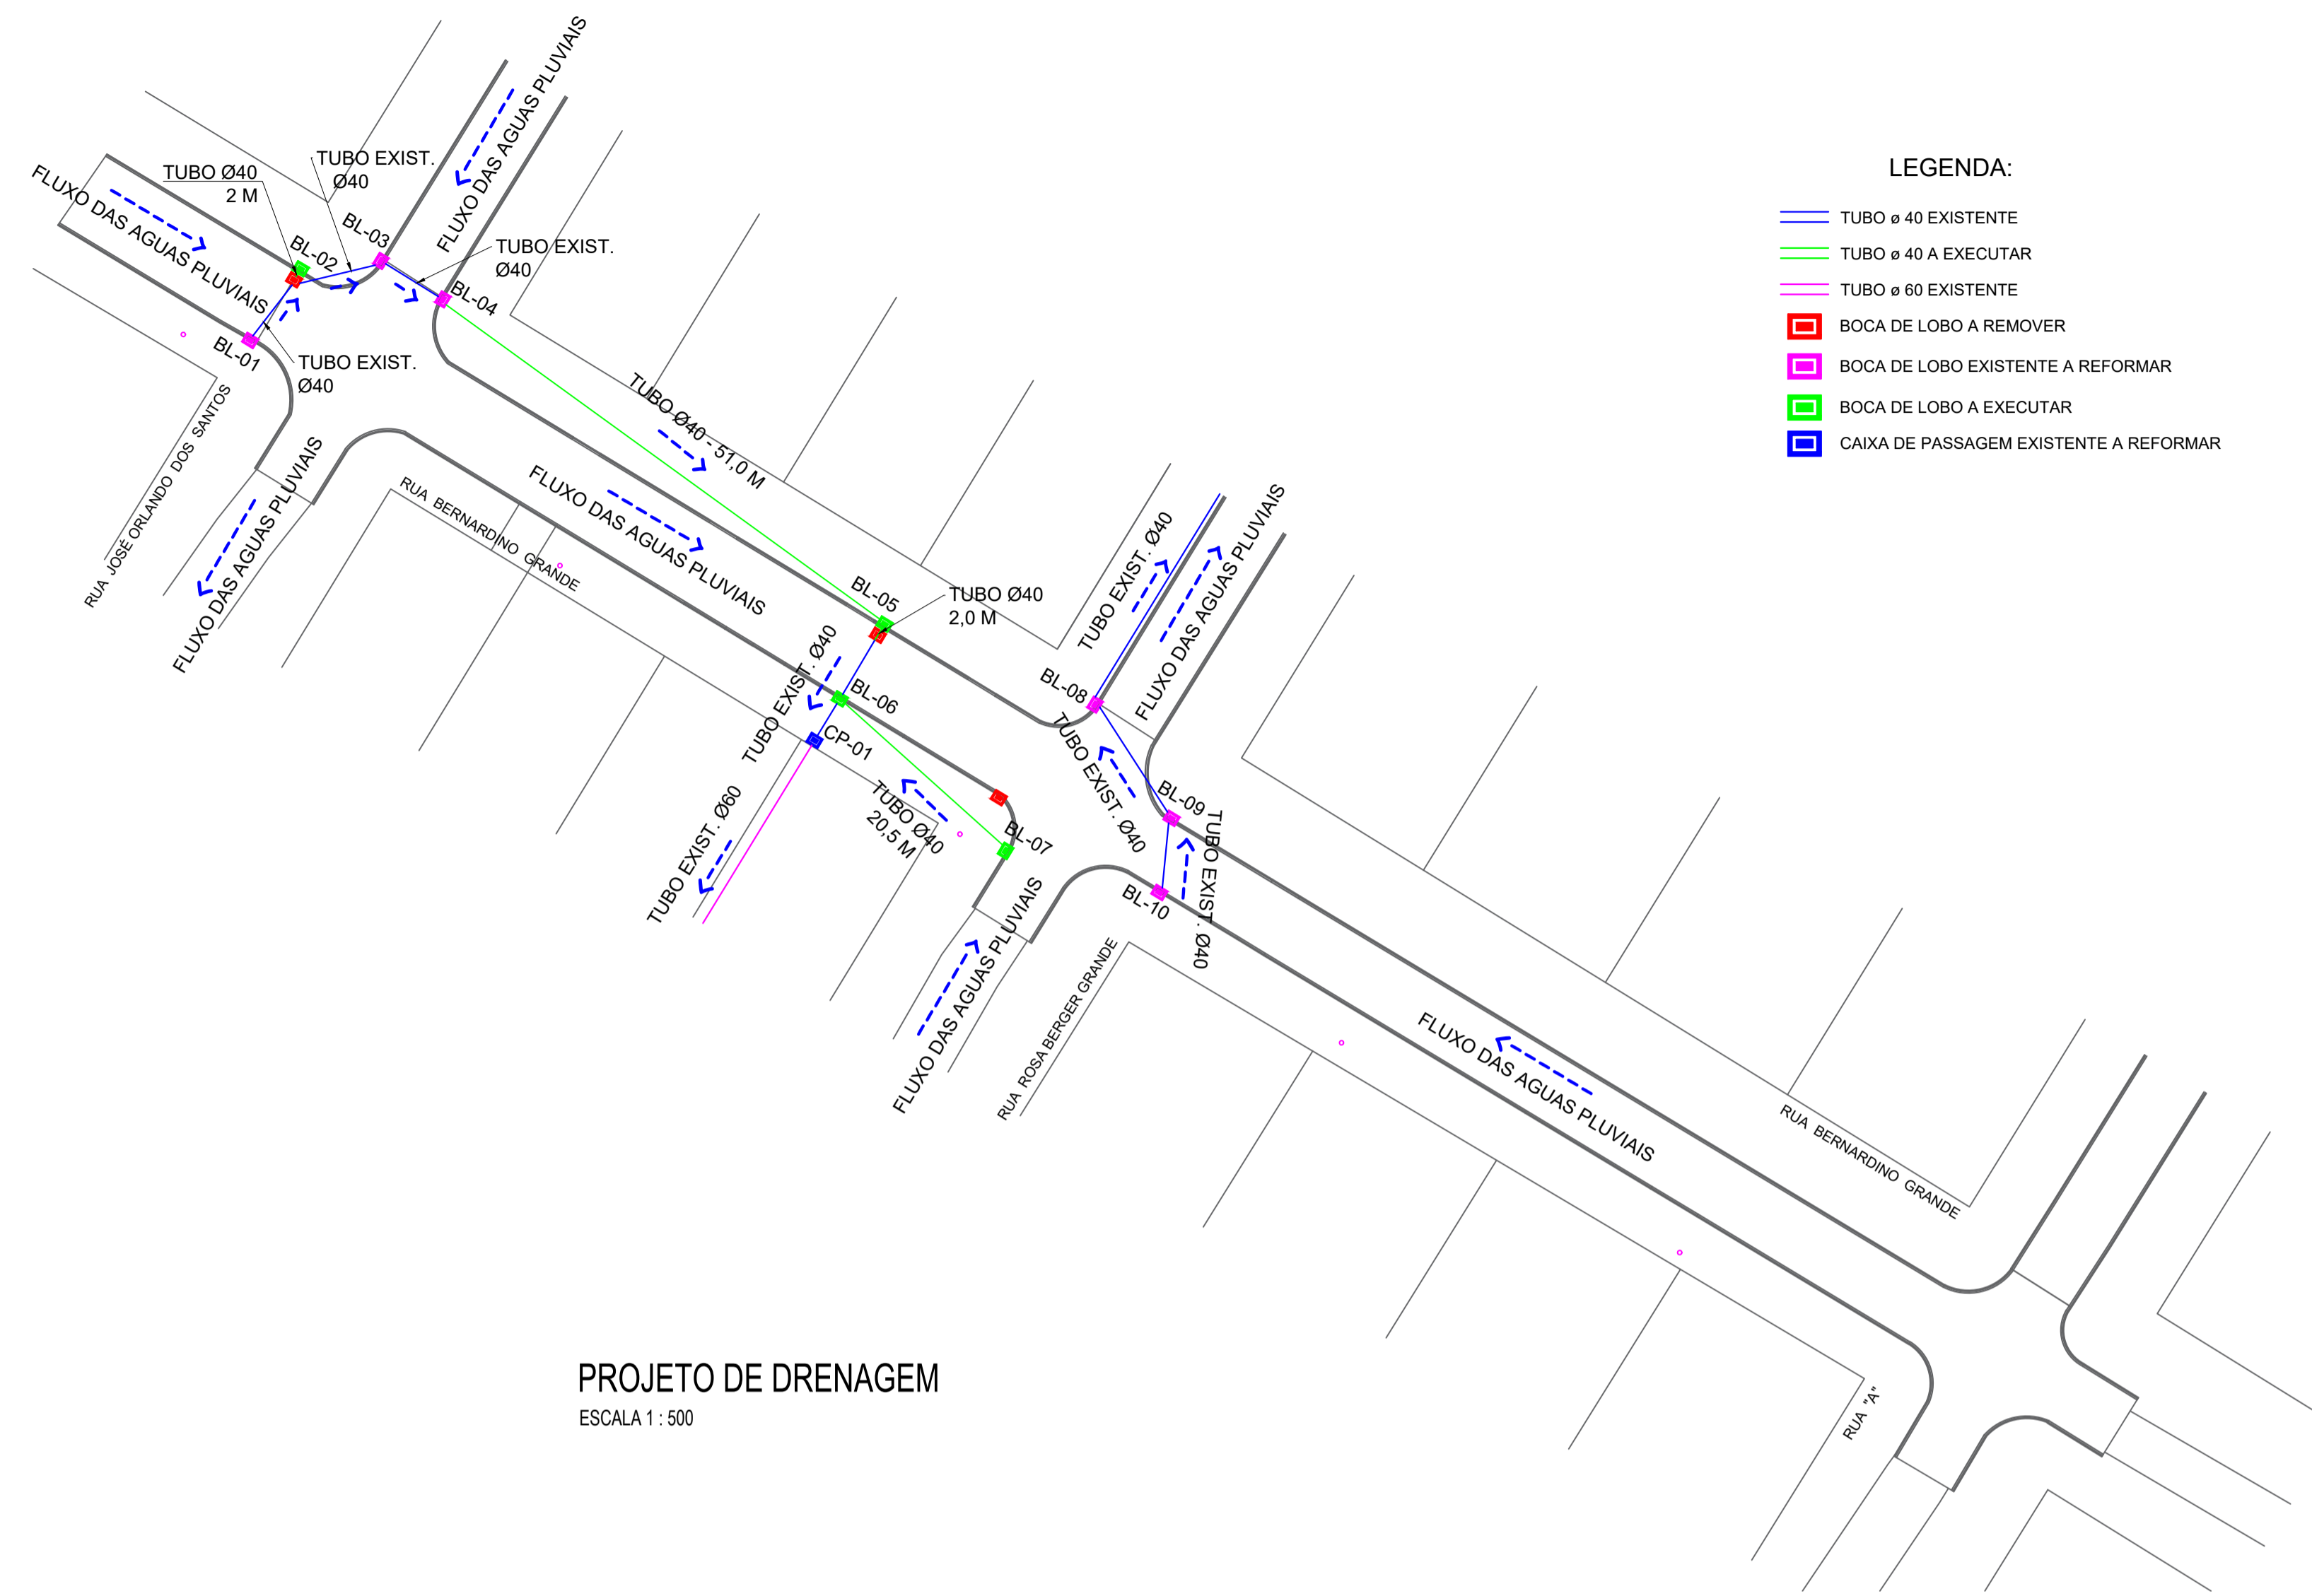 FLUXO DAS AGUAS PLUVIAIS
TUBO EXIST.
Ø40
TUBO Ø40
2 M
FLUXO DAS AGUAS PLUVIAIS
BL-03
BL-02
TUBO EXIST.
Ø40
BL-04
BL-01
TUBO EXIST.
Ø40
RUA JOSÉ ORLANDO DOS SANTOS
FLUXO DAS AGUAS PLUVIAIS
TUBO Ø40 - 51,0 M
FLUXO DAS AGUAS PLUVIAIS
RUA BERNARDINO GRANDE
BL-05
TUBO Ø40
2,0 M
TUBO EXIST. Ø40
BL-06
CP-01
TUBO EXIST. Ø60
TUBO Ø40
20,5 M
BL-07
TUBO EXIST. Ø40
FLUXO DAS AGUAS PLUVIAIS
BL-08
TUBO EXIST. Ø40
BL-09
TUBO EXIST. Ø40
BL-10
FLUXO DAS AGUAS PLUVIAIS
RUA ROSA BERGER GRANDE
FLUXO DAS AGUAS PLUVIAIS
RUA BERNARDINO GRANDE
RUA "A"
LEGENDA:
TUBO ø 40 EXISTENTE
TUBO ø 40 A EXECUTAR
TUBO ø 60 EXISTENTE
BOCA DE LOBO A REMOVER
BOCA DE LOBO EXISTENTE A REFORMAR
BOCA DE LOBO A EXECUTAR
CAIXA DE PASSAGEM EXISTENTE A REFORMAR
PROJETO DE DRENAGEM
ESCALA 1 : 500